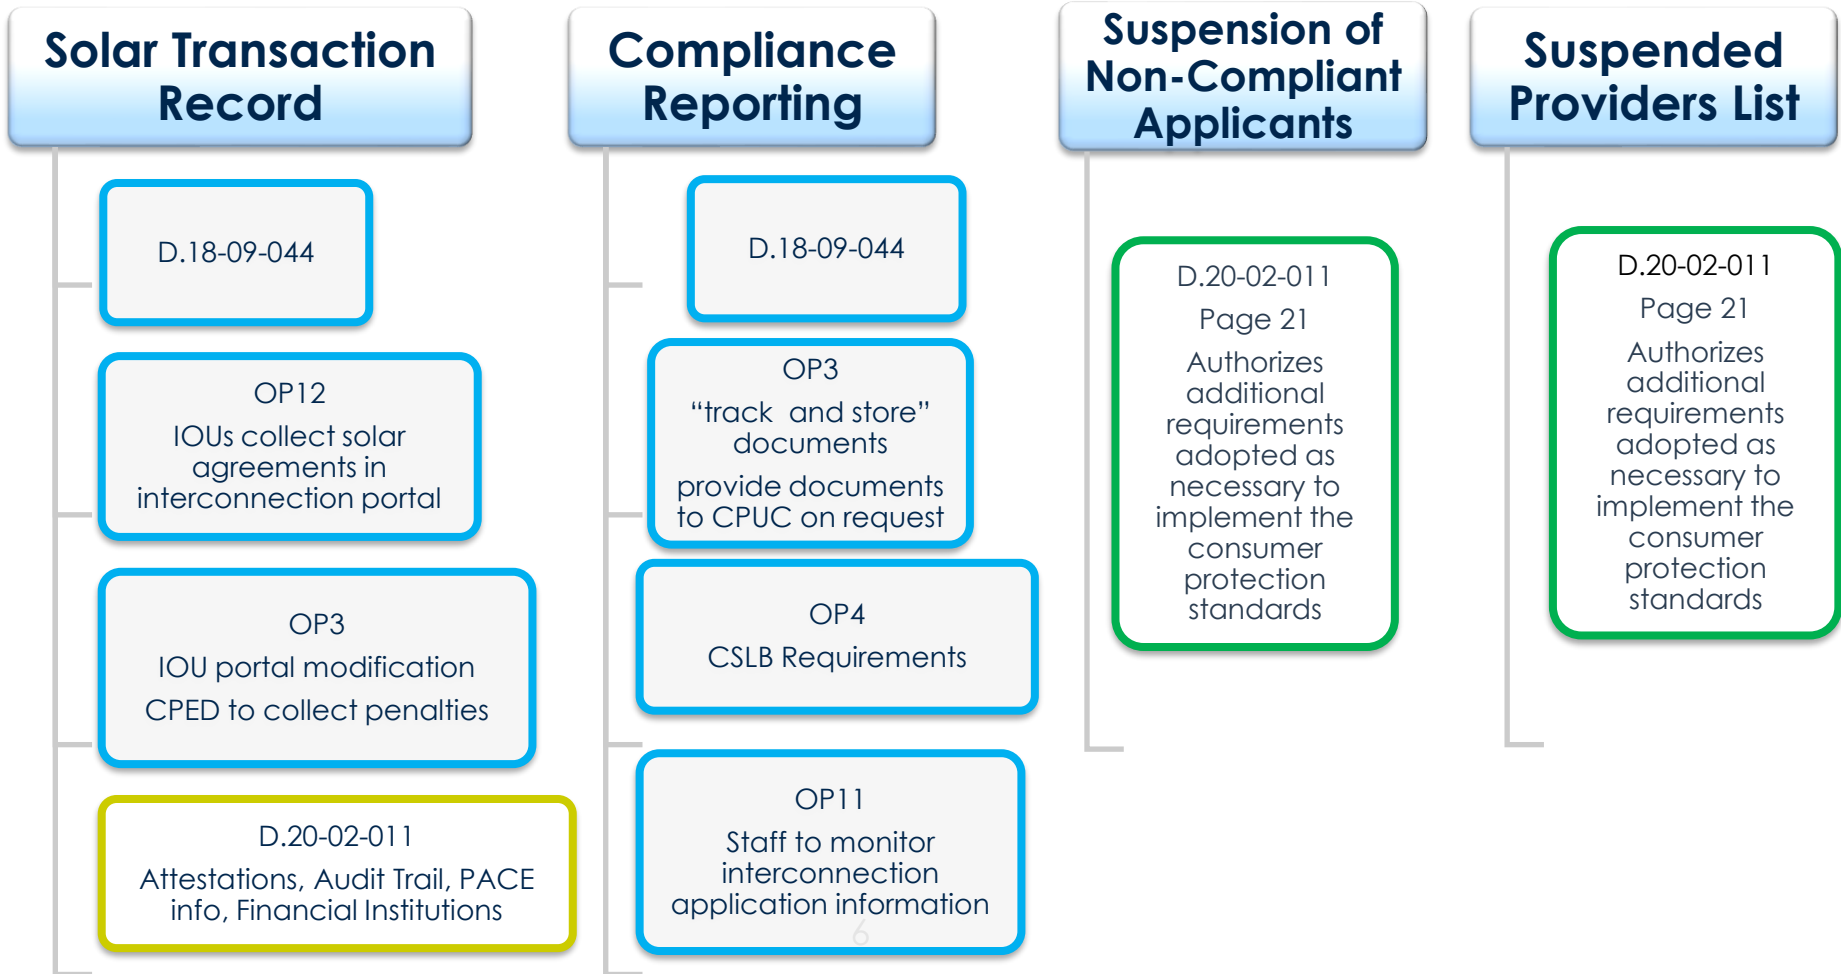 Solar Transaction
Record
D.18-09-044
OP12
IOUs collect solar
agreements in
interconnection portal
OP3
IOU portal modification
CPED to collect penalties
D.20-02-011
Attestations, Audit Trail, PACE
info, Financial Institutions
Compliance
Reporting
D.18-09-044
OP3
“track and store”
documents
provide documents
to CPUC on request
OP4
CSLB Requirements
OP11
Staff to monitor
interconnection
application information
6
Suspension of
Non-Compliant
Applicants
D.20-02-011
Page 21
Authorizes
additional
requirements
adopted as
necessary to
implement the
consumer
protection
standards
Suspended
Providers List
D.20-02-011
Page 21
Authorizes
additional
requirements
adopted as
necessary to
implement the
consumer
protection
standards